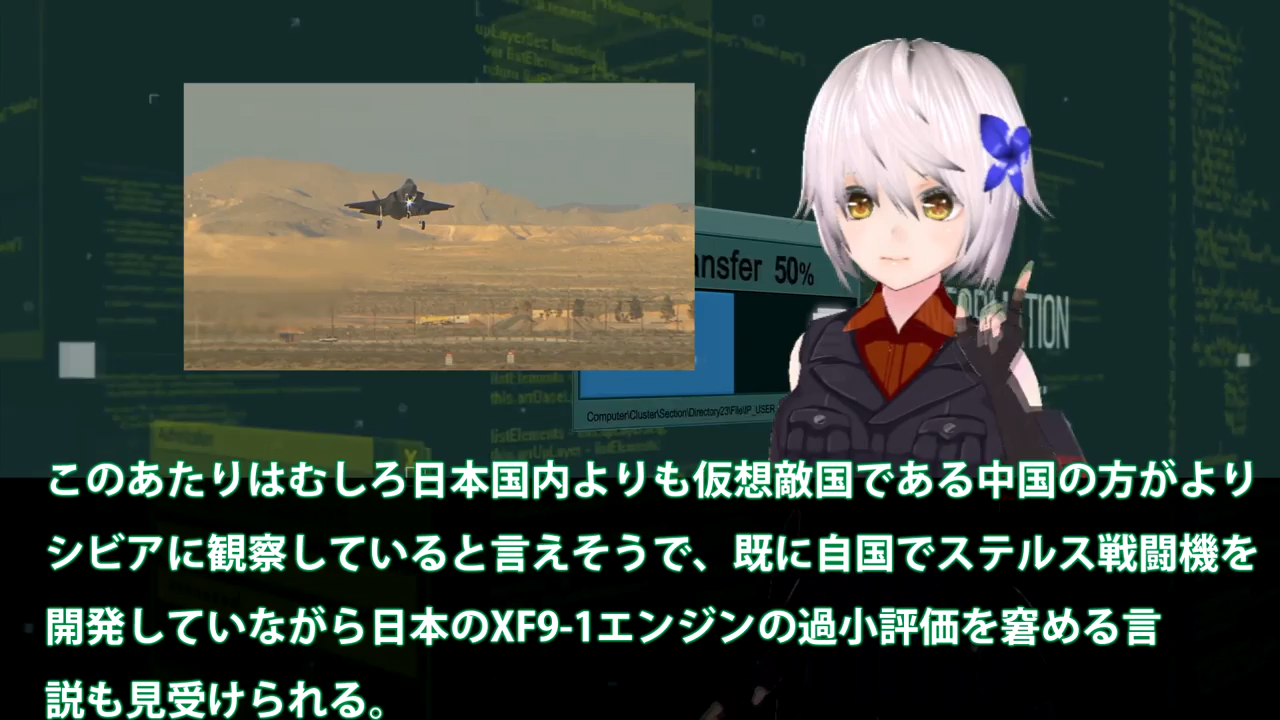 ansfer 50%
Computer\Cluster\Section\Directory23\File\IP_USER
このあたりはむしろ日本国内よりも仮想敵国である中国の方がより
シビアに観察していると言えそうで、既に自国でステルス戦闘機を
開発していながら日本のXF9-1エンジンの過小評価を窘める言
説も見受けられる。